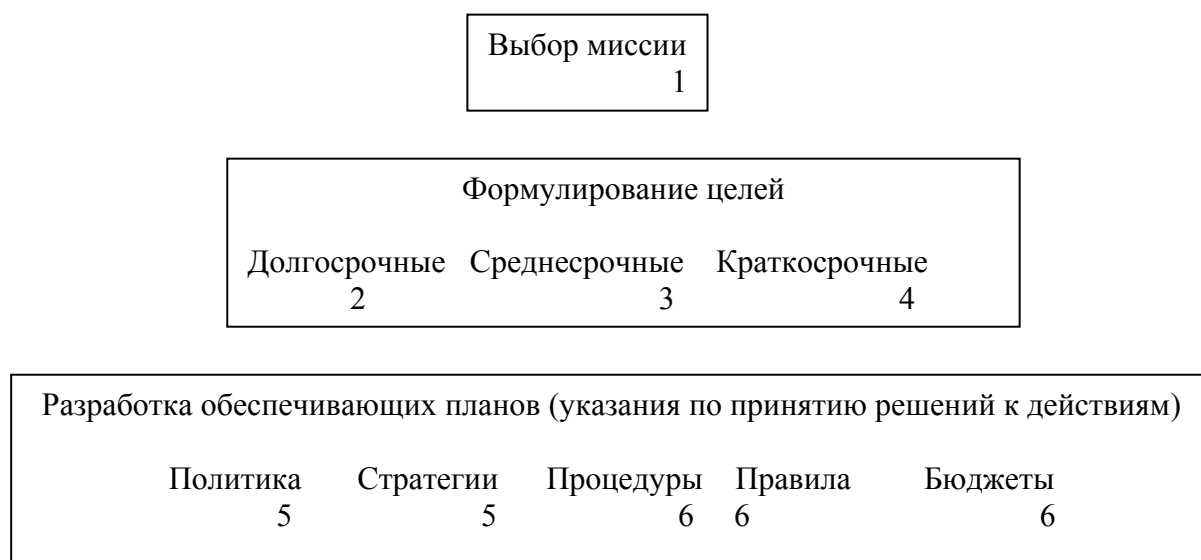 Выбор миссии
1
Формулирование целей
Долгосрочные Среднесрочные Краткосрочные
2 3 4
Разработка обеспечивающих планов (указания по принятию решений к действиям)
Политика Стратегии Процедуры Правила Бюджеты
5 5 6 6 6